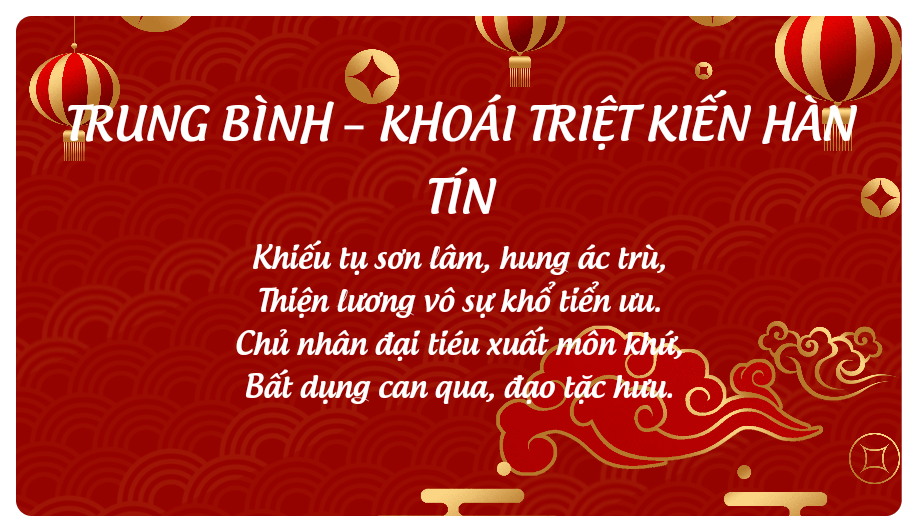 TRUNG BÌNH – KHOÁI TRIỆT KIẾN HÀN
TÍN
Khiếu tụ sơn lâm, hung ác trù,
Thiện lương vô sự khổ tiển ưu.
Chủ nhân đại tiéu xuất môn khứ,
Bất dụng can qua, đạo tặc hưu.